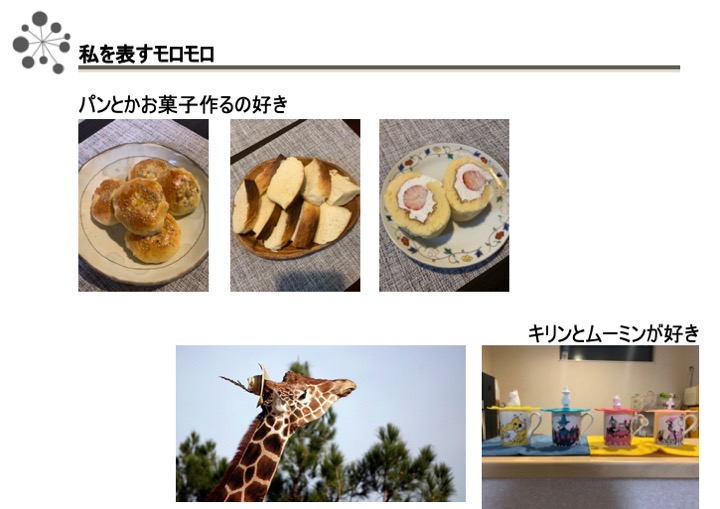 私を表すモロモロ
パンとかお菓子作るの好き
キリンとムーミンが好き